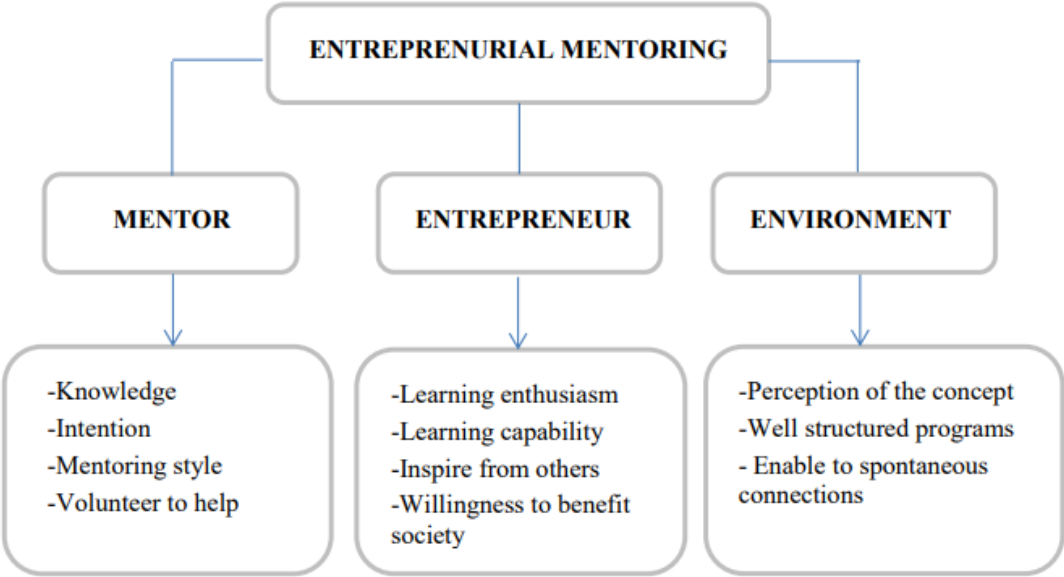 ENTREPRENURIAL MENTORING
MENTOR
ENTREPRENEUR
ENVIRONMENT
-Knowledge
-Intention
-Mentoring style
-Volunteer to help
-Learning enthusiasm
-Learning capability
-Inspire from others
-Willingness to benefit
society
-Perception of the concept
-Well structured programs
- Enable to spontaneous
connections